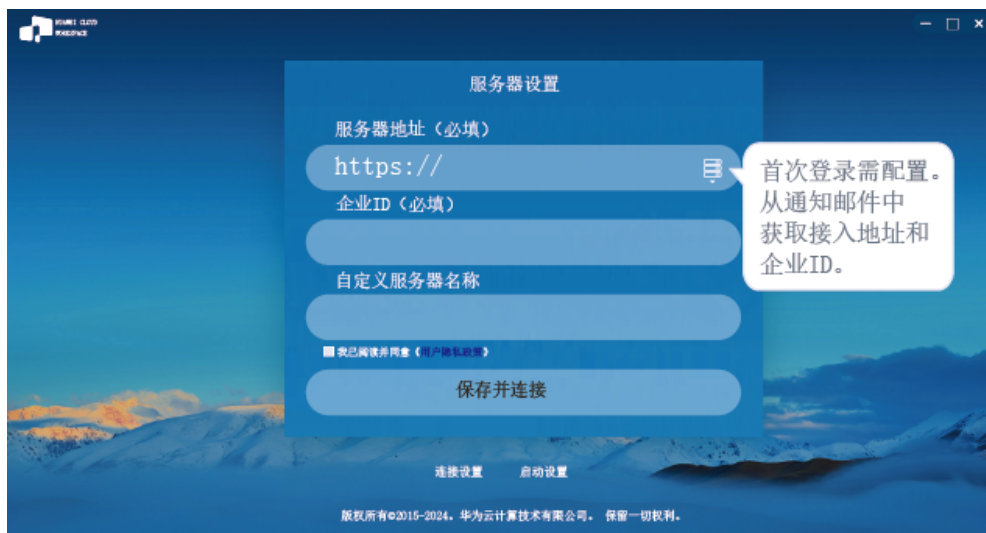 HUAWEI CLOUD
WORKSPACE
服务器设置
服务器地址（必填）
https://
首次登录需配置。
从通知邮件中
获取接入地址和
企业ID。
企业ID（必填）
自定义服务器名称
我已阅读并同意《用户隐私政策》
保存并连接
连接设置 启动设置
版权所有©2015-2024。华为云计算技术有限公司。 保留一切权利。